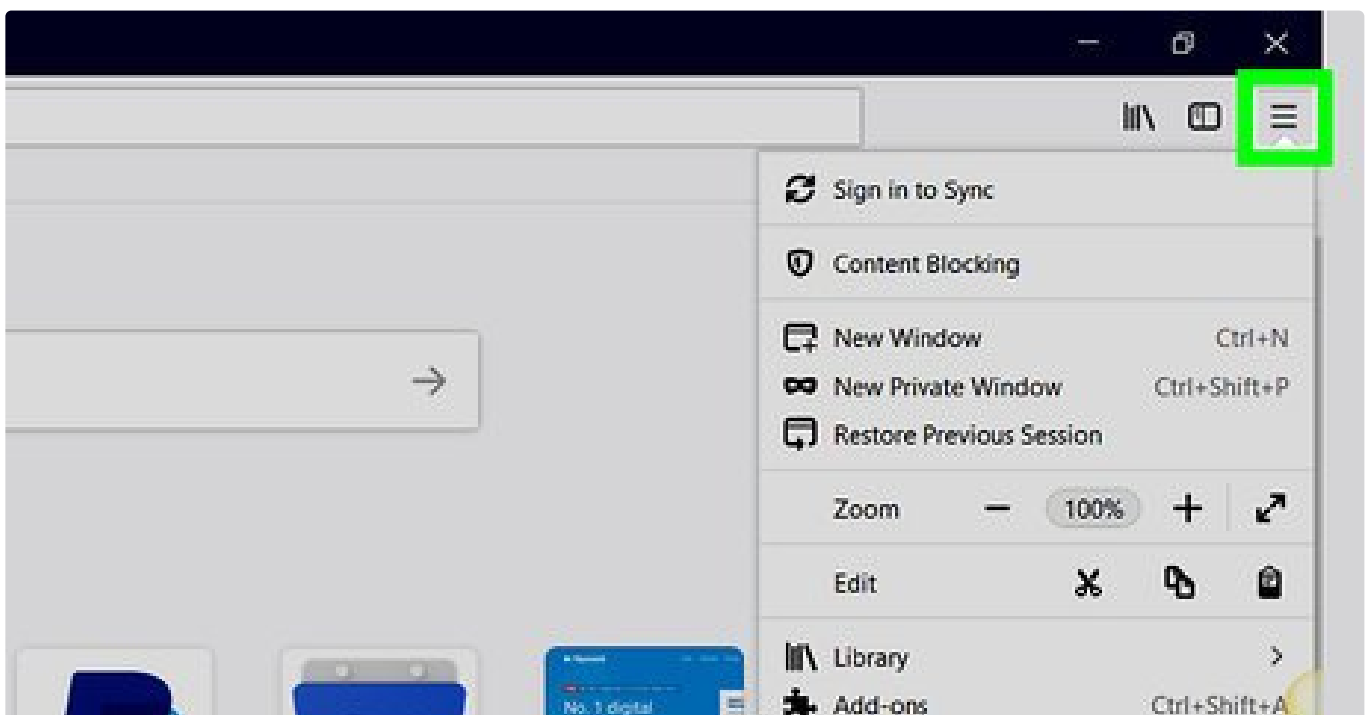 Sign in to Sync
Content Blocking
New Window Ctrl+N
New Private Window Ctrl+Shift+P
Restore Previous Session
Zoom 100%
Edit
Library
Add-ons Ctrl+Shift+A
No. 1 digital